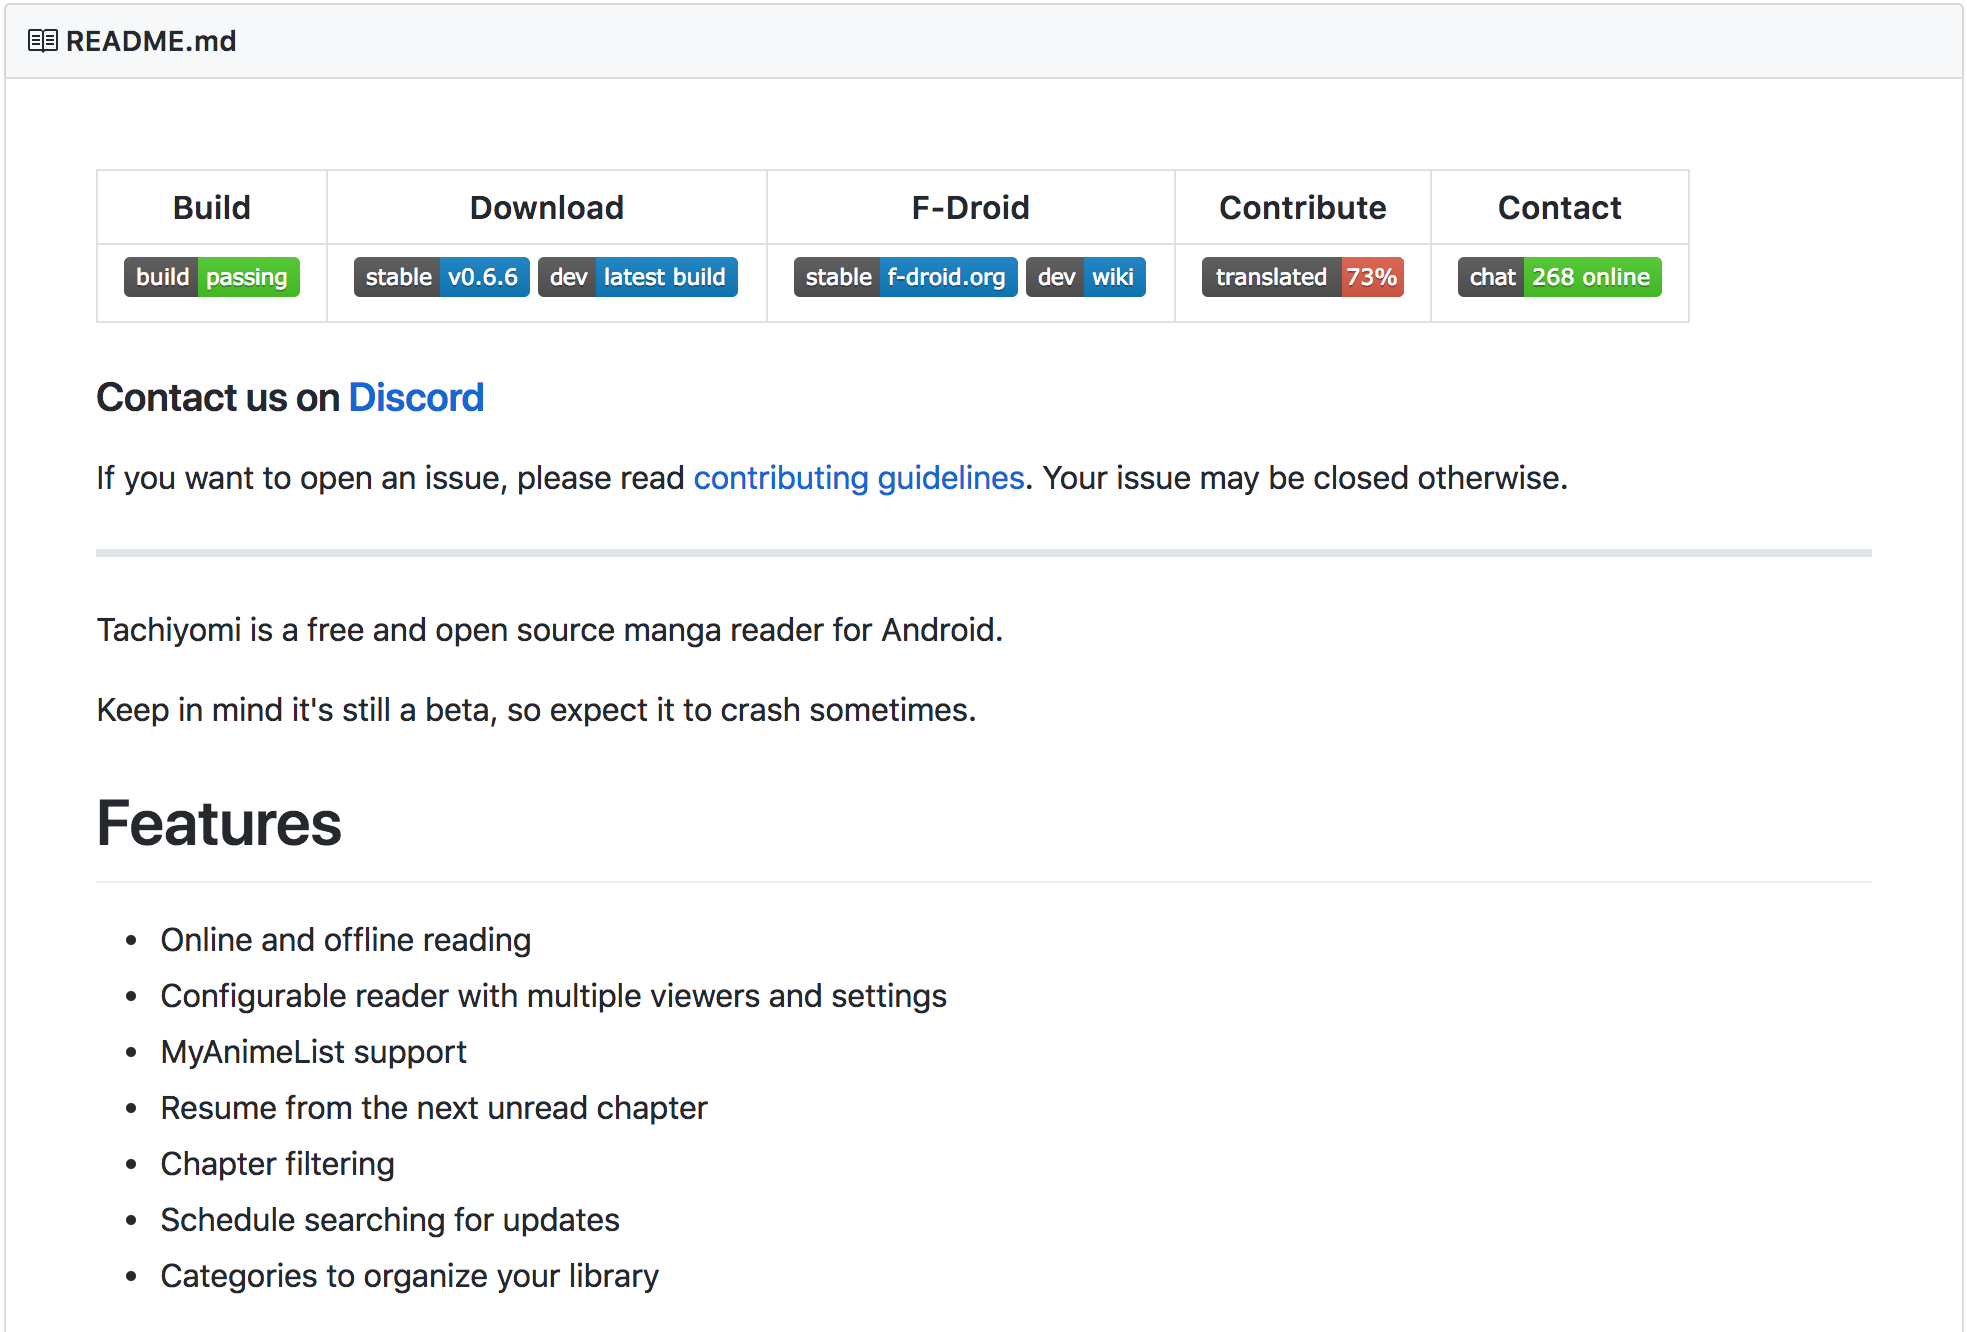 README.md
Build Download F-Droid Contribute Contact
build passing stable v0.6.6 dev latest build stable f-droid.org dev wiki translated 73% chat 268 online
Contact us on Discord
If you want to open an issue, please read contributing guidelines. Your issue may be closed otherwise.
Tachiyomi is a free and open source manga reader for Android.
Keep in mind it's still a beta, so expect it to crash sometimes.
Features
• Online and offline reading
• Configurable reader with multiple viewers and settings
• MyAnimeList support
• Resume from the next unread chapter
• Chapter filtering
• Schedule searching for updates
• Categories to organize your library